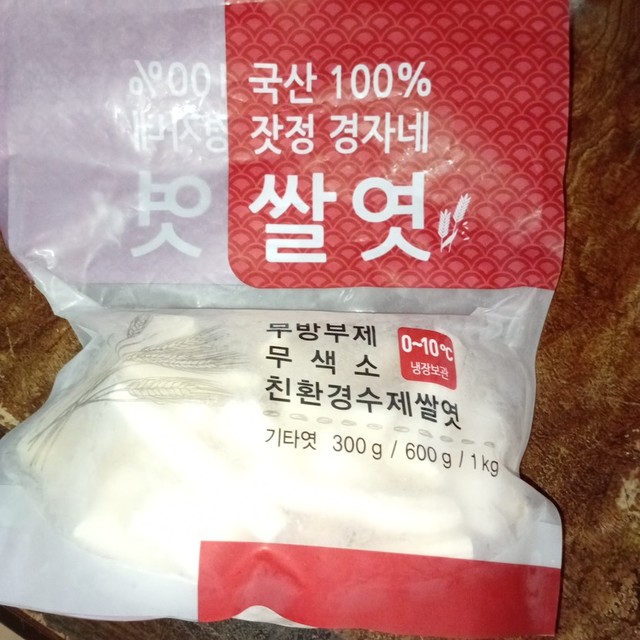 국산 100%
잣정 경자네
쌀엿
무방부제
무색소
친환경수제쌀엿
0~10℃
냉장보관
기타엿 300g / 600g / 1kg